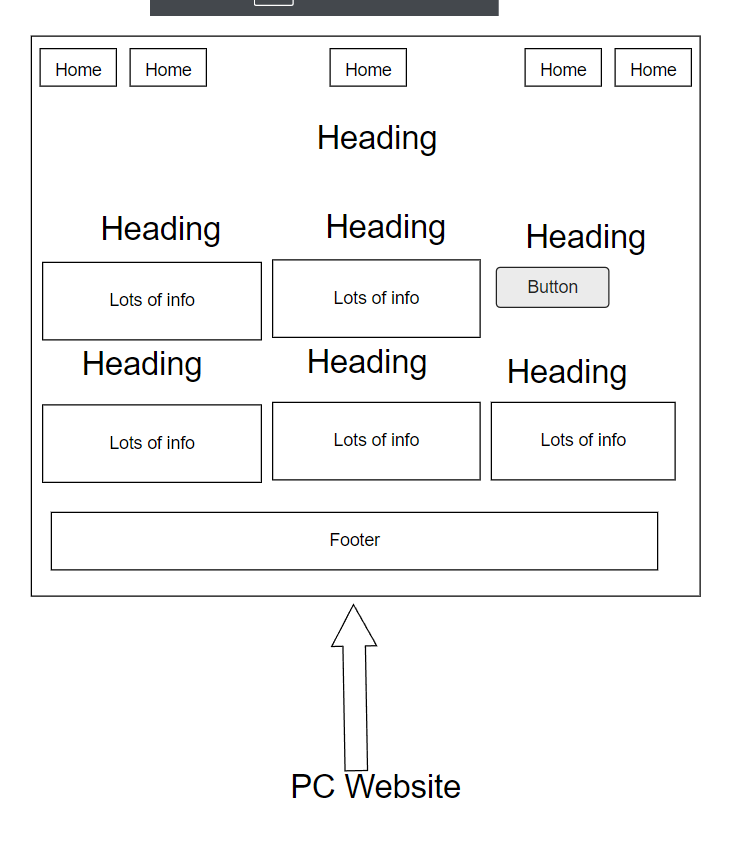 Home
Home
Home
Home
Home
Heading
Heading
Heading
Heading
Lots of info
Lots of info
Button
Heading
Heading
Heading
Lots of info
Lots of info
Lots of info
Footer
PC Website